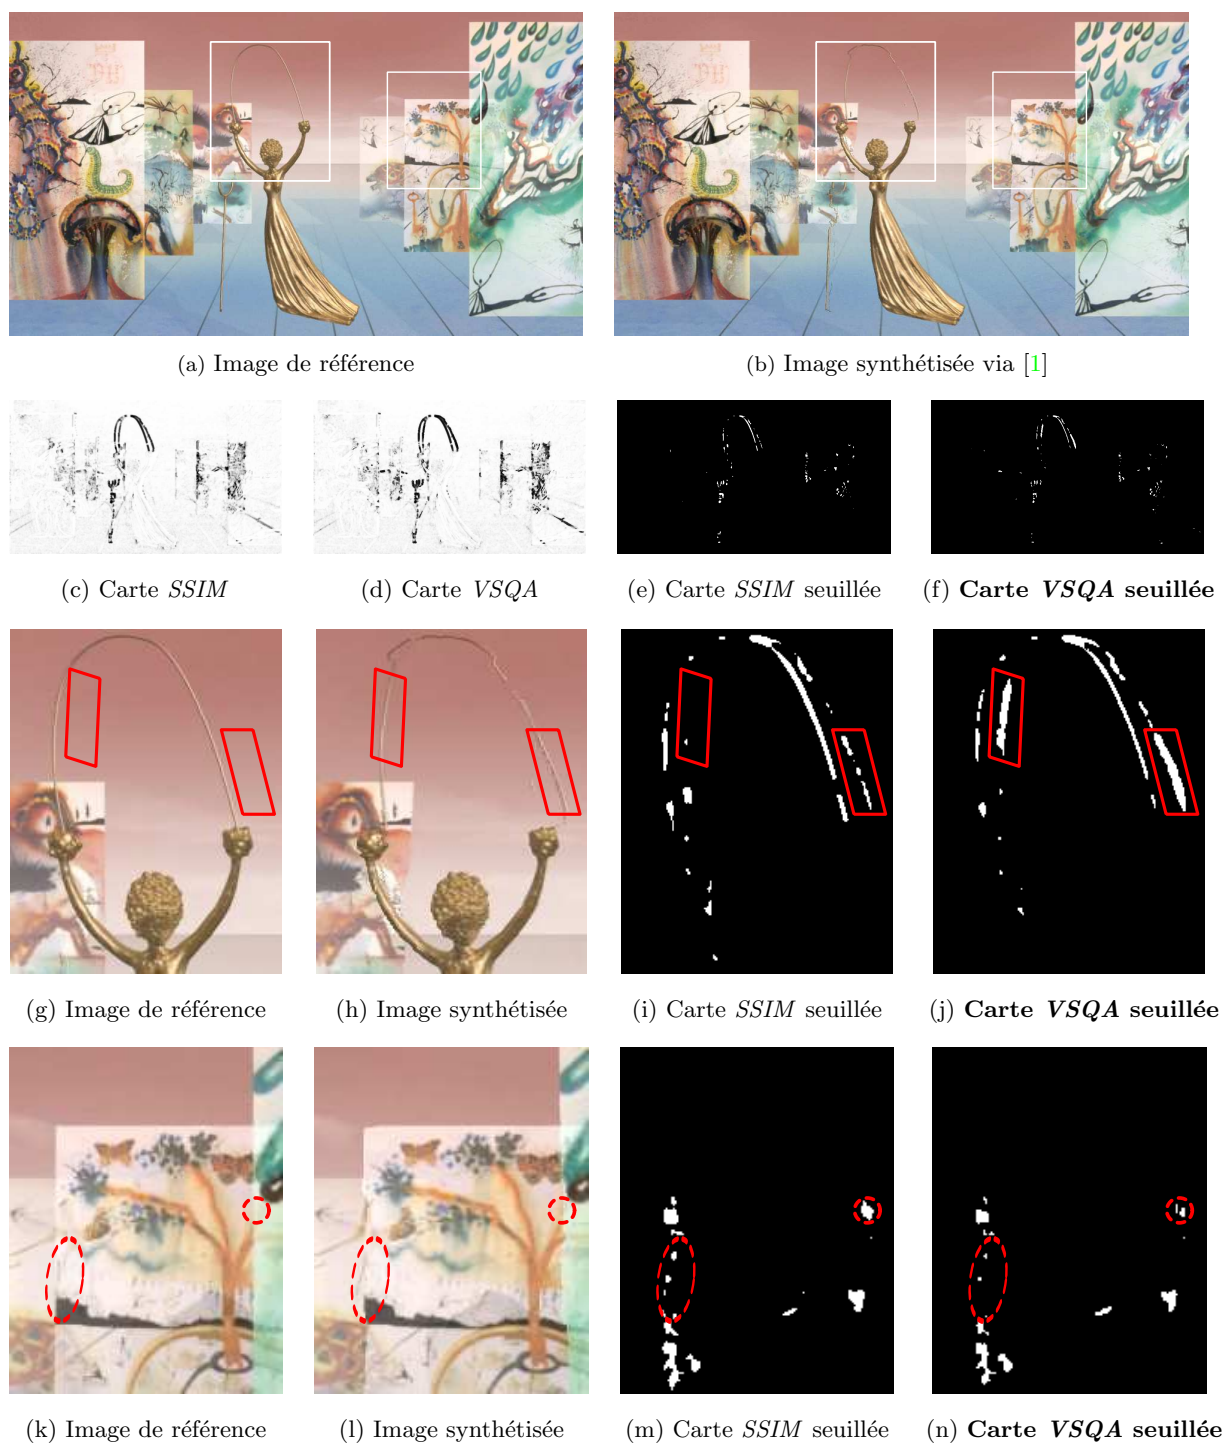 (a) Image de référence
(b) Image synthétisée via [1]
(c) Carte SSIM
(d) Carte VSQA
(e) Carte SSIM seuillée
(f) Carte VSQA seuillée
(g) Image de référence
(h) Image synthétisée
(i) Carte SSIM seuillée
(j) Carte VSQA seuillée
(k) Image de référence
(l) Image synthétisée
(m) Carte SSIM seuillée
(n) Carte VSQA seuillée